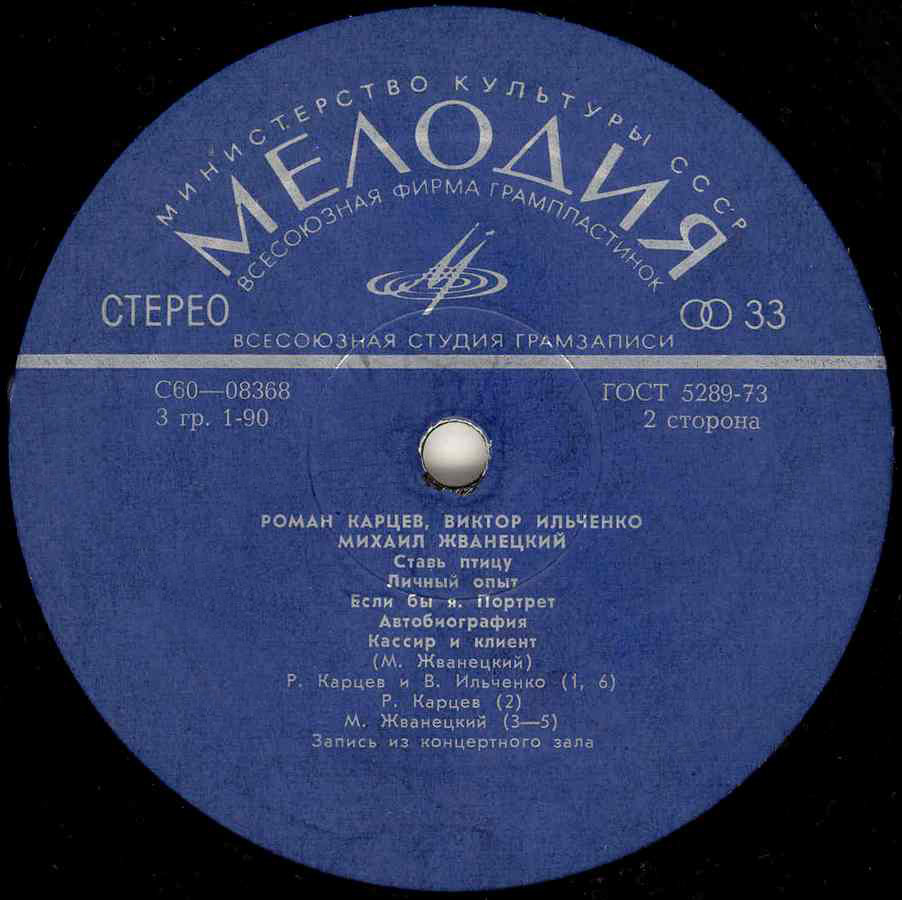 МИНИСТЕРСТВО КУЛЬТУРЫ СССР
МЕЛОДИЯ
ВСЕСОЮЗНАЯ ФИРМА ГРАМПЛАСТИНОК
СТЕРЕО
33
ВСЕСОЮЗНАЯ СТУДИЯ ГРАМЗАПИСИ
С60—08368
ГОСТ 5289-73
3 гр. 1-90
2 сторона
РОМАН КАРЦЕВ, ВИКТОР ИЛЬЧЕНКО
МИХАИЛ ЖВАНЕЦКИЙ
Ставь птицу
Личный опыт
Если бы я. Портрет
Автобиография
Кассир и клиент
(М. Жванецкий)
Р. Карцев и В. Ильченко (1, 6)
Р. Карцев (2)
М. Жванецкий (3—5)
Запись из концертного зала